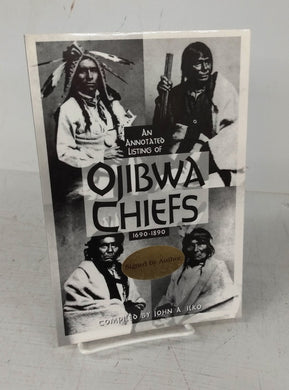 AN
ANNOTATED
LISTING OF
OJIBWA
CHIEFS
1690-1890
Signed By Author
COMPILED BY JOHN A. ILKO